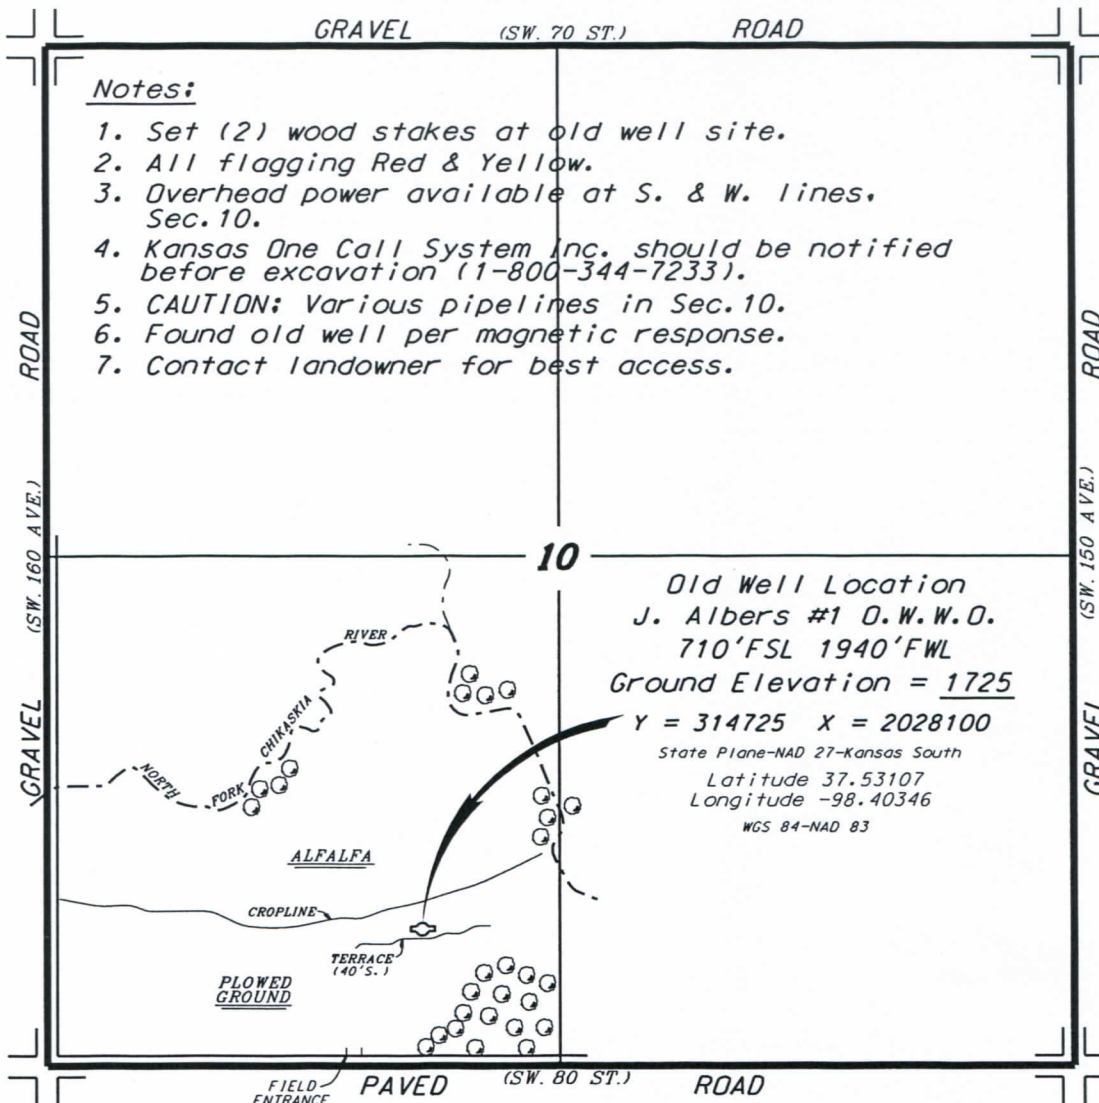 GRAVEL (SW. 70 ST.) ROAD
Notes:
1. Set (2) wood stakes at old well site.
2. All flagging Red & Yellow.
3. Overhead power available at S. & W. lines,
Sec. 10.
4. Kansas One Call System Inc. should be notified
before excavation (1-800-344-7233).
5. CAUTION: Various pipelines in Sec. 10.
6. Found old well per magnetic response.
7. Contact landowner for best access.
ROAD
(SW. 160 AVE.)
GRAVEL
ROAD
(SW. 150 AVE.)
GRAVEL
10
Old Well Location
J. Albers #1 O.W.W.O.
710'FSL 1940'FWL
Ground Elevation = 1725
Y = 314725 X = 2028100
State Plane-NAD 27-Kansas South
Latitude 37.53107
Longitude -98.40346
WGS 84-NAD 83
RIVER
CHIKASKIA
FORK
NORTH
ALFALFA
CROPLINE
TERRACE
(40'S.)
PLOWED
GROUND
FIELD
ENTRANCE
PAVED (SW. 80 ST.) ROAD